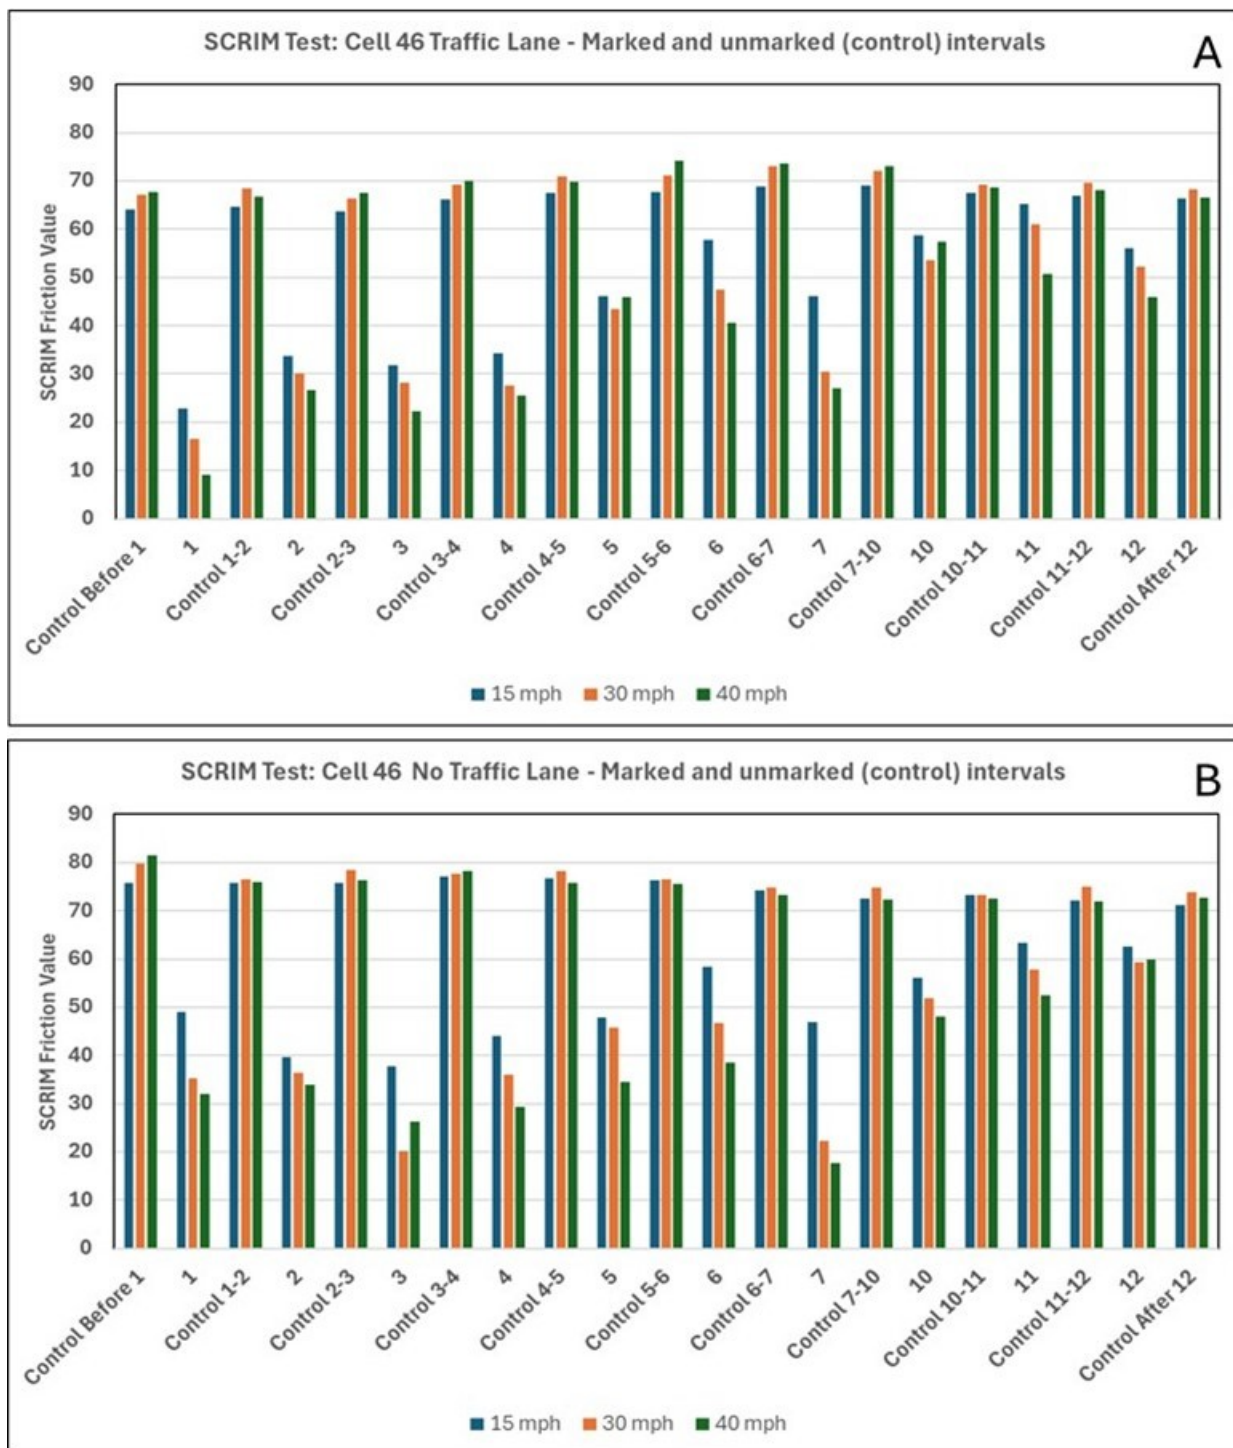 SCRIM Test: Cell 46 Traffic Lane - Marked and unmarked (control) intervals
A
SCRIM Friction Value
90
80
70
60
50
40
30
20
10
0
Control Before 1
1
Control 1-2
2
Control 2-3
3
Control 3-4
4
Control 4-5
5
Control 5-6
6
Control 6-7
7
Control 7-10
10
Control 10-11
11
Control 11-12
12
Control After 12
15 mph 30 mph 40 mph
SCRIM Test: Cell 46 No Traffic Lane - Marked and unmarked (control) intervals
B
SCRIM Friction Value
90
80
70
60
50
40
30
20
10
0
Control Before 1
1
Control 1-2
2
Control 2-3
3
Control 3-4
4
Control 4-5
5
Control 5-6
6
Control 6-7
7
Control 7-10
10
Control 10-11
11
Control 11-12
12
Control After 12
15 mph 30 mph 40 mph